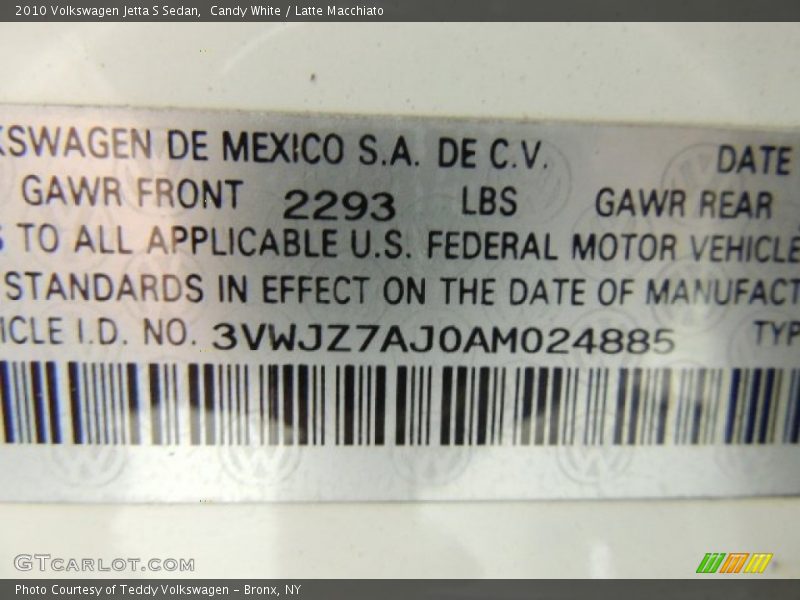 2010 Volkswagen Jetta S Sedan, Candy White / Latte Macchiato
KSWAGEN DE MEXICO S.A. DE C.V. DATE
GAWR FRONT 2293 LBS GAWR REAR
S TO ALL APPLICABLE U.S. FEDERAL MOTOR VEHICLE
STANDARDS IN EFFECT ON THE DATE OF MANUFACT
ICLE I.D. NO. 3VWJZ7AJ0AM024885 TYP
GTCARLOT.COM
Photo Courtesy of Teddy Volkswagen - Bronx, NY